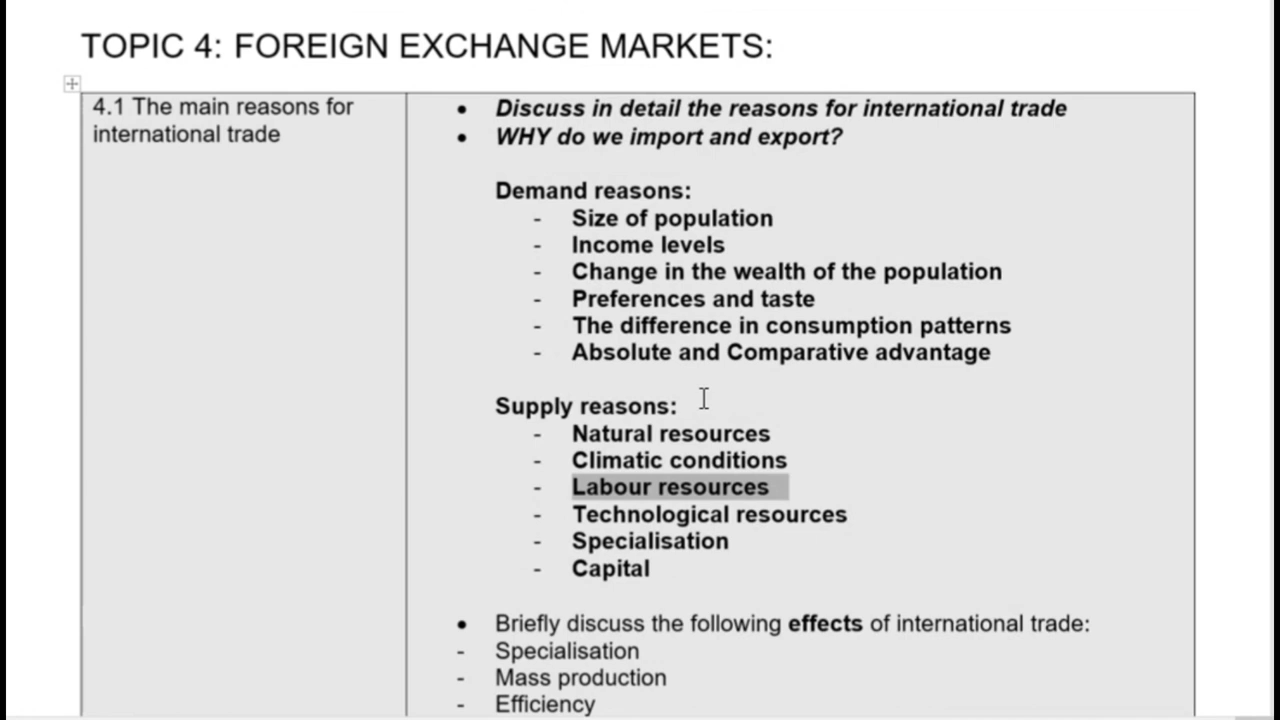 TOPIC 4: FOREIGN EXCHANGE MARKETS:
4.1 The main reasons for
international trade
• Discuss in detail the reasons for international trade
• WHY do we import and export?
Demand reasons:
- Size of population
- Income levels
- Change in the wealth of the population
- Preferences and taste
- The difference in consumption patterns
- Absolute and Comparative advantage
Supply reasons:
- Natural resources
- Climatic conditions
- Labour resources
- Technological resources
- Specialisation
- Capital
• Briefly discuss the following effects of international trade:
- Specialisation
- Mass production
- Efficiency